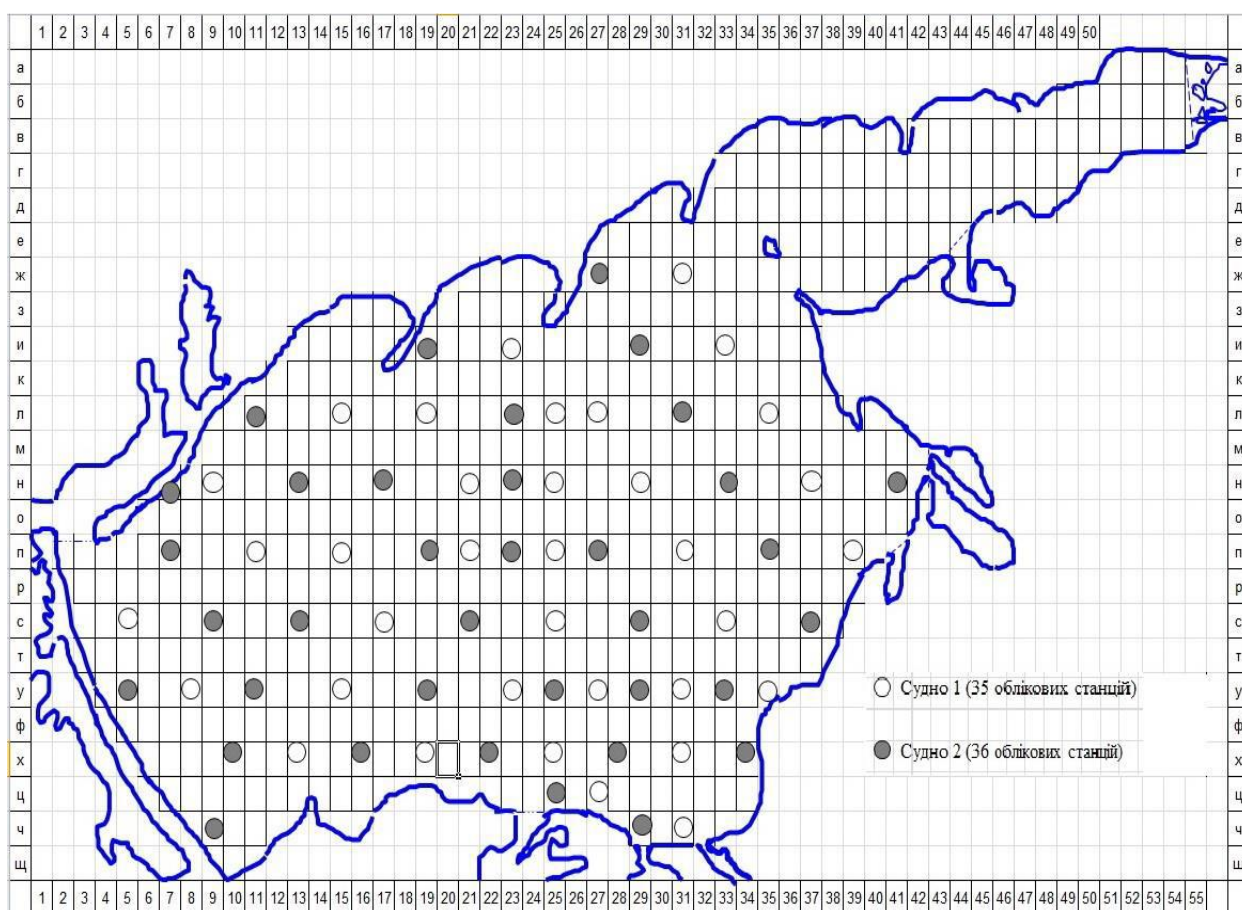 1 2 3 4 5 6 7 8 9 10 11 12 13 14 15 16 17 18 19 20 21 22 23 24 25 26 27 28 29 30 31 32 33 34 35 36 37 38 39 40 41 42 43 44 45 46 47 48 49 50
а а
б б
в в
г г
д д
е е
ж ж
з з
и и
к к
л л
м м
н н
о о
п п
р р
с с
т т
у Судно 1 (35 облікових станцій) у
ф ф
х Судно 2 (36 облікових станцій) х
ц ц
ч ч
щ щ
1 2 3 4 5 6 7 8 9 10 11 12 13 14 15 16 17 18 19 20 21 22 23 24 25 26 27 28 29 30 31 32 33 34 35 36 37 38 39 40 41 42 43 44 45 46 47 48 49 50 51 52 53 54 55